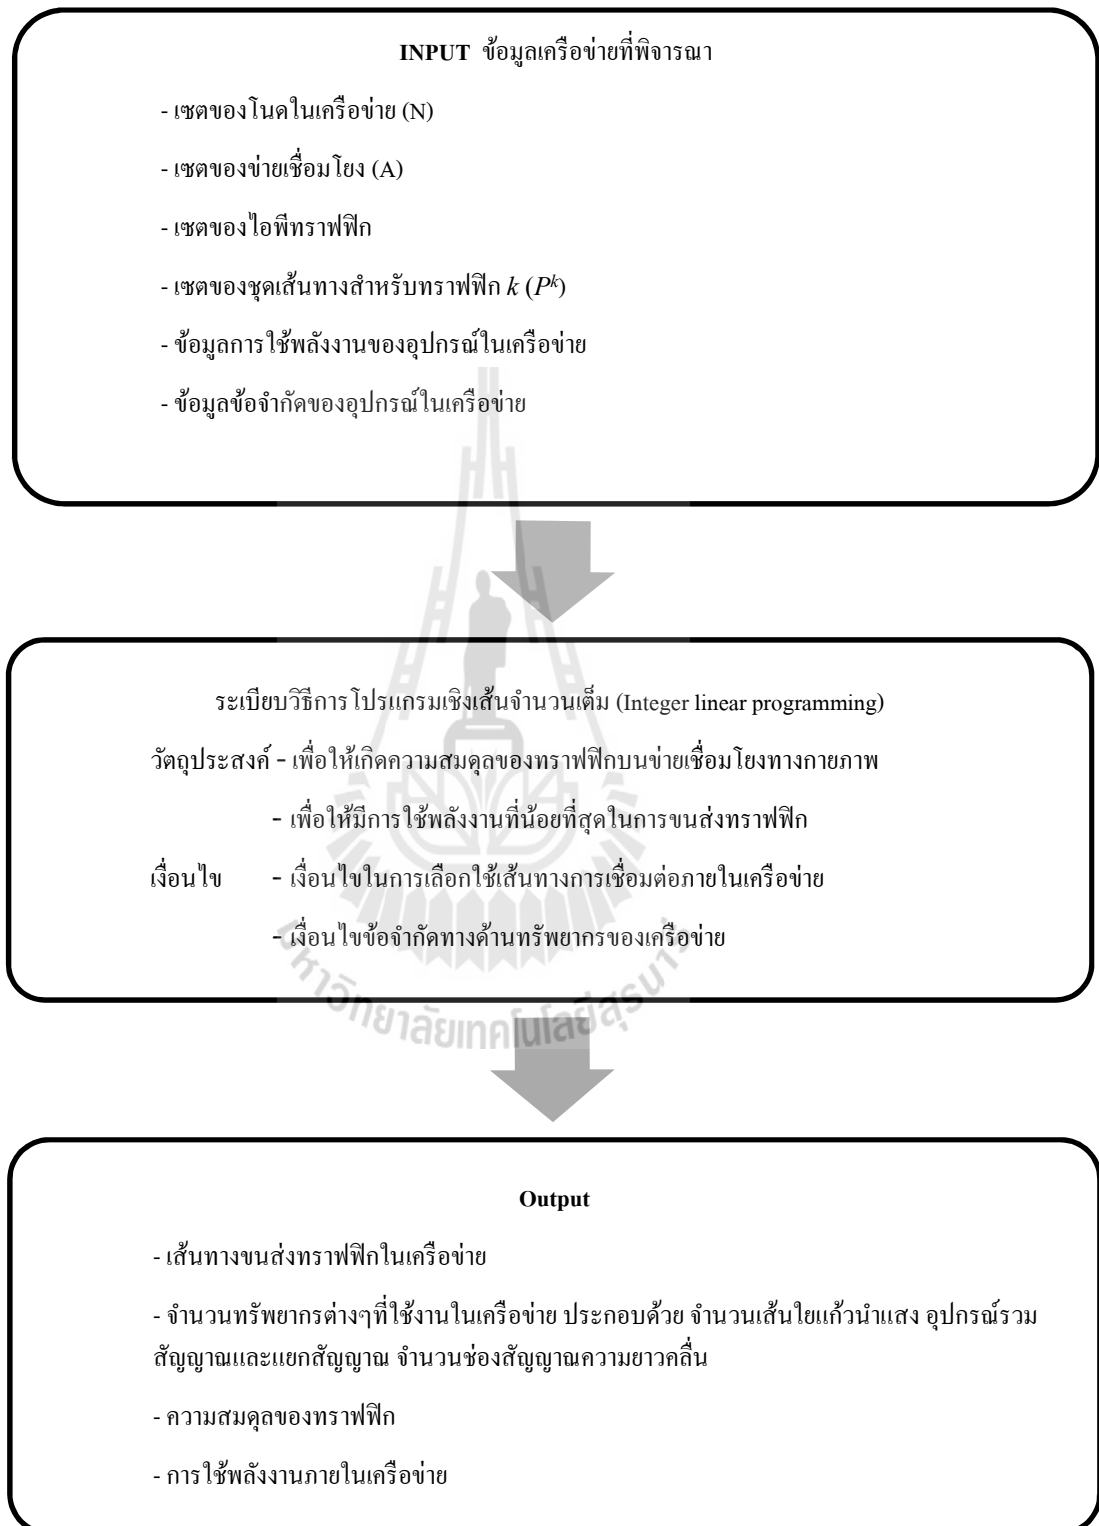 INPUT ข้อมูลเครือข่ายที่พิจารณา
- เซตของโนดในเครือข่าย (N)
- เซตของข่ายเชื่อมโยง (A)
- เซตของไอพีทราฟฟิก
- เซตของชุดเส้นทางสำหรับทราฟฟิก k (Pᵏ)
- ข้อมูลการใช้พลังงานของอุปกรณ์ในเครือข่าย
- ข้อมูลข้อจำกัดของอุปกรณ์ในเครือข่าย
ระเบียบวิธีการโปรแกรมเชิงเส้นจำนวนเต็ม (Integer linear programming)
วัตถุประสงค์ - เพื่อให้เกิดความสมดุลของทราฟฟิกบนข่ายเชื่อมโยงทางกายภาพ
- เพื่อให้มีการใช้พลังงานที่น้อยที่สุดในการขนส่งทราฟฟิก
เงื่อนไข - เงื่อนไขในการเลือกใช้เส้นทางการเชื่อมต่อภายในเครือข่าย
- เงื่อนไขข้อจำกัดทางด้านทรัพยากรของเครือข่าย
มหาวิทยาลัยเทคโนโลยีสุรนารี
Output
- เส้นทางขนส่งทราฟฟิกในเครือข่าย
- จำนวนทรัพยากรต่างๆที่ใช้งานในเครือข่าย ประกอบด้วย จำนวนเส้นใยแก้วนำแสง อุปกรณ์รวม
สัญญาณและแยกสัญญาณ จำนวนช่องสัญญาณความยาวคลื่น
- ความสมดุลของทราฟฟิก
- การใช้พลังงานภายในเครือข่าย